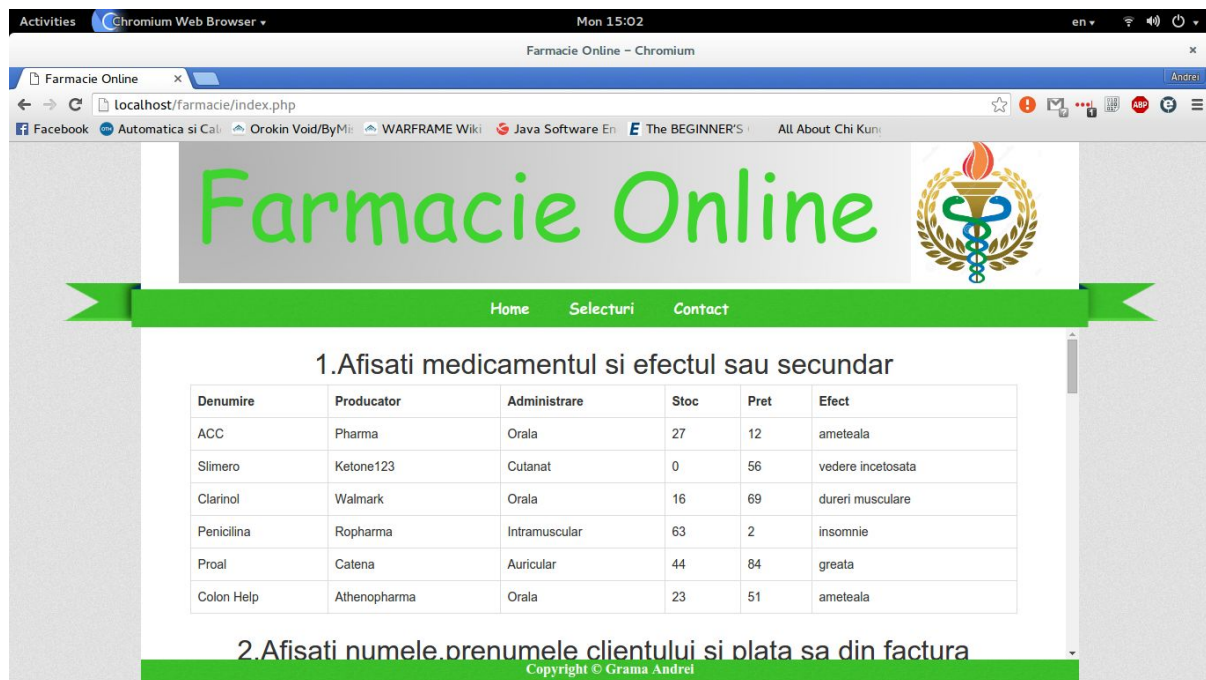 Activities Chromium Web Browser Mon 15:02 en
Farmacie Online - Chromium ×
Farmacie Online × Andrei
localhost/farmacie/index.php ABP
Facebook Automatica si Cal Orokin Void/ByMi WARFRAME Wiki Java Software En The BEGINNER'S All About Chi Kung
Farmacie Online
Home Selecturi Contact
1.Afisati medicamentul si efectul sau secundar
Denumire Producator Administrare Stoc Pret Efect
ACC Pharma Orala 27 12 ameteala
Slimero Ketone123 Cutanat 0 56 vedere incetosata
Clarinol Walmark Orala 16 69 dureri musculare
Penicilina Ropharma Intramuscular 63 2 insomnie
Proal Catena Auricular 44 84 greata
Colon Help Athenopharma Orala 23 51 ameteala
2.Afisati numele,prenumele clientului si plata sa din factura
Copyright © Grama Andrei